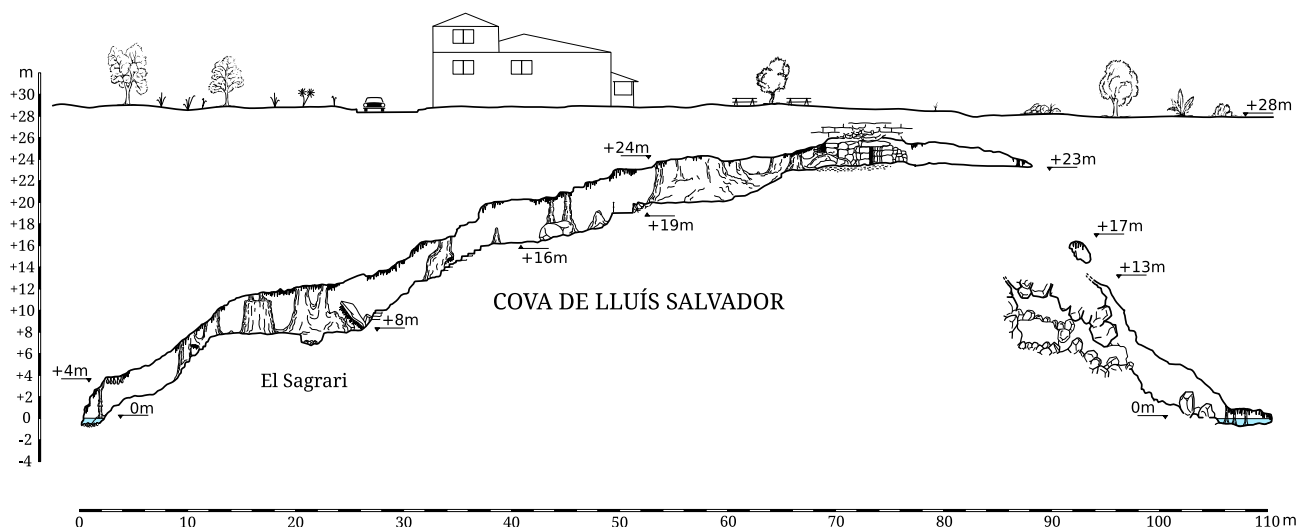 m
+30
+28
+26
+24
+22
+20
+18
+16
+14
+12
+10
+8
+6
+4
+2
0
-2
-4
+28m
+24m
+23m
+19m
+17m
+16m
+13m
COVA DE LLUÍS SALVADOR
+8m
El Sagrari
+4m
0m
0m
0 10 20 30 40 50 60 70 80 90 100 110 m